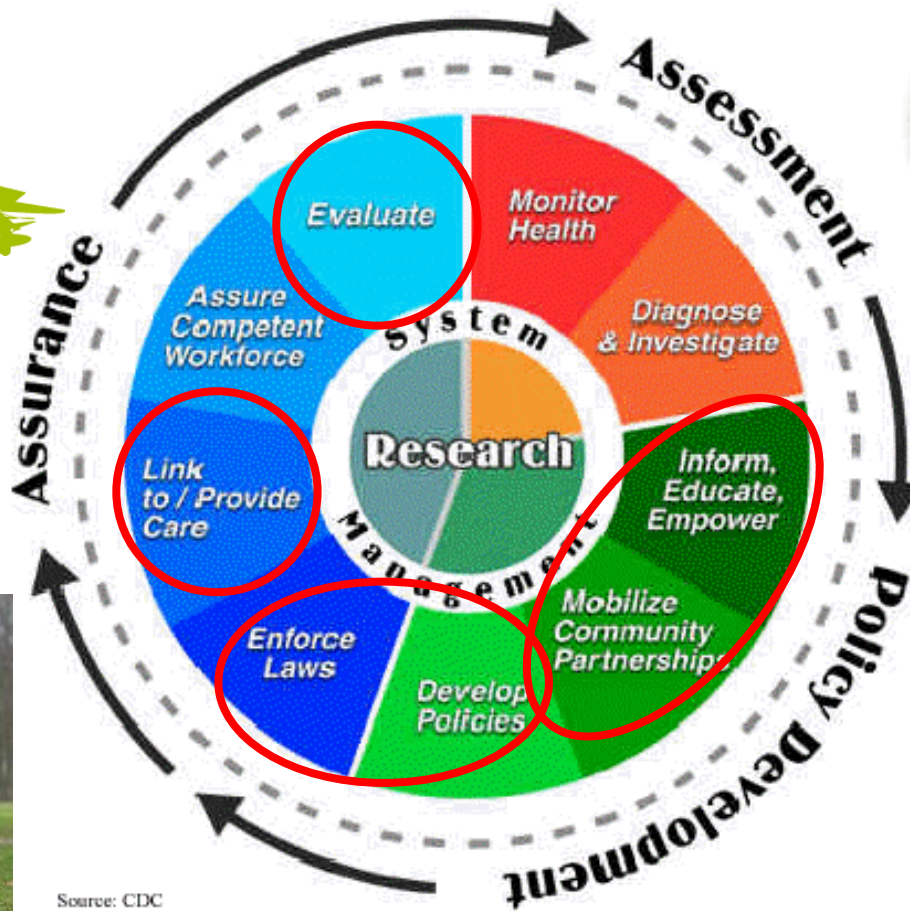 Assessment
Policy Development
Assurance
Monitor
Health
Diagnose
& Investigate
Inform,
Educate,
Empower
Mobilize
Community
Partnerships
Develop
Policies
Enforce
Laws
Link
to / Provide
Care
Assure
Competent
Workforce
Evaluate
System
Management
Research
Source: CDC